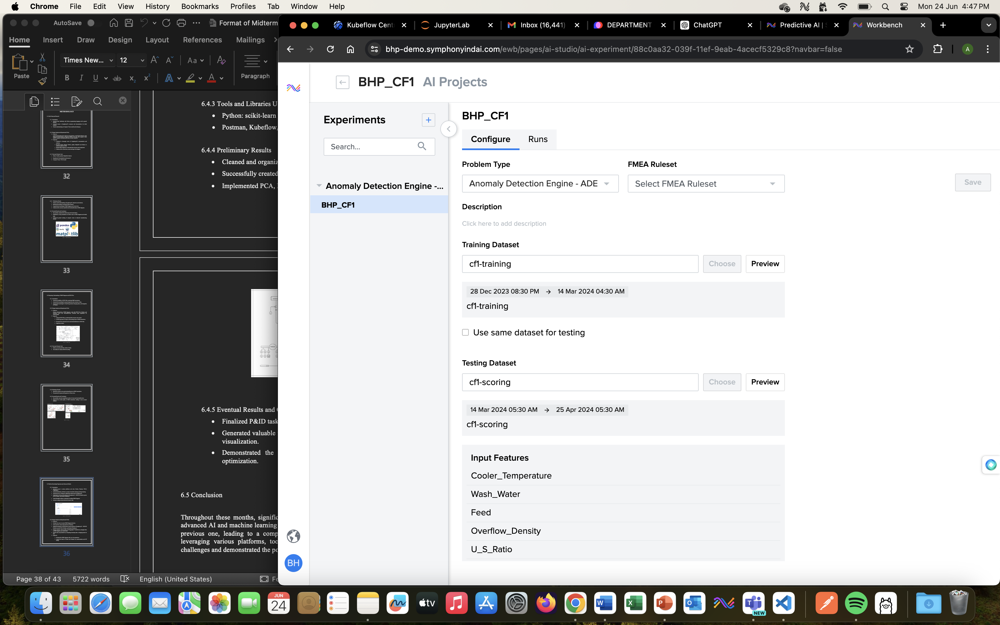 Chrome File Edit View History Bookmarks Profiles Tab Window Help
Mon 24 Jun 4:47 PM
AutoSave
Format of Midterm
Home Insert Draw Design Layout References Mailings
Times New... 12 Aa
Paste
B I U ab x2 x2 A A
Paragraph
32
33
pandas
matplotlib
34
35
36
6.4.3 Tools and Libraries U
Python: scikit-learn
Postman, Kubeflow,
6.4.4 Preliminary Results
Cleaned and organiz
Successfully created
Implemented PCA,
6.4.5 Eventual Results and
Finalized P&ID task
Generated valuable
visualization.
Demonstrated the
optimization.
6.5 Conclusion
Throughout these months, signific
advanced AI and machine learning
previous one, leading to a comp
leveraging various platforms, too
challenges and demonstrated the po
Page 38 of 43 5722 words English (United States) Fo
Kubeflow Cent JupyterLab Inbox (16,441) DEPARTMENT ChatGPT Predictive AI | S Workbench
bhp-demo.symphonyindai.com/ewb/pages/ai-studio/ai-experiment/88c0aa32-039f-11ef-9eab-4acecf5329c8?navbar=false
A
BHP_CF1 AI Projects
Experiments
Search...
Anomaly Detection Engine -...
BHP_CF1
BH
BHP_CF1
Configure Runs
Problem Type FMEA Ruleset
Anomaly Detection Engine - ADE Select FMEA Ruleset Save
Description
Click here to add description
Training Dataset
cf1-training Choose Preview
28 Dec 2023 08:30 PM → 14 Mar 2024 04:30 AM
cf1-training
Use same dataset for testing
Testing Dataset
cf1-scoring Choose Preview
14 Mar 2024 05:30 AM → 25 Apr 2024 05:30 AM
cf1-scoring
Input Features
Cooler_Temperature
Wash_Water
Feed
Overflow_Density
U_S_Ratio
JUN
24
tv
W X P O T
NEW